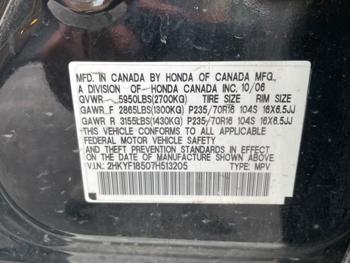 MFD. IN CANADA BY HONDA OF CANADA MFG.,
A DIVISION OF HONDA CANADA INC. 10/06
GVWR 5950LBS(2700KG) TIRE SIZE RIM SIZE
GAWR F 2865LBS(1300KG) P235/70R16 104S 16X6.5JJ
GAWR R 3155LBS(1430KG) P235/70R16 104S 16X6.5JJ
THIS VEHICLE CONFORMS TO ALL APPLICABLE
FEDERAL MOTOR VEHICLE SAFETY STANDARDS
IN EFFECT ON THE DATE OF MANUFACTURE SHOWN ABOVE.
V.I.N.: 2HKYF18507H513205 TYPE: MPV